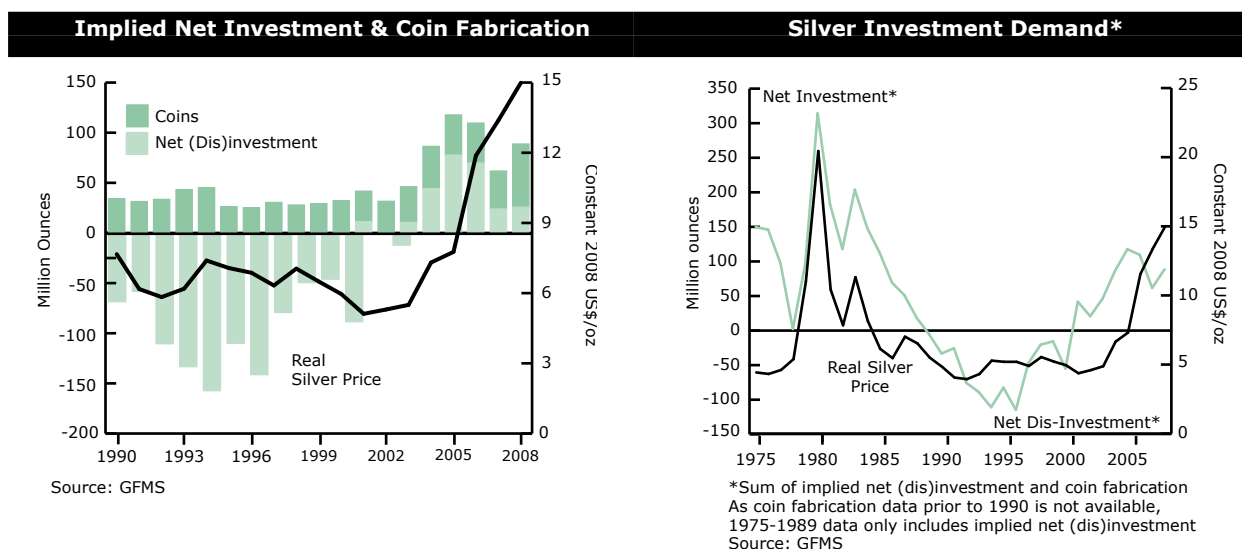 Implied Net Investment & Coin Fabrication
150
100
50
0
-50
-100
-150
-200
Million Ounces
Coins
Net (Dis)investment
Real
Silver Price
15
12
9
6
3
0
Constant 2008 US$/oz
1990
1993
1996
1999
2002
2005
2008
Source: GFMS
Silver Investment Demand*
350
300
250
200
150
100
50
0
-50
-100
-150
Million ounces
Net Investment*
Real Silver
Price
Net Dis-Investment*
25
20
15
10
5
0
Constant 2008 US$/oz
1975
1980
1985
1990
1995
2000
2005
*Sum of implied net (dis)investment and coin fabrication
As coin fabrication data prior to 1990 is not available,
1975-1989 data only includes implied net (dis)investment
Source: GFMS